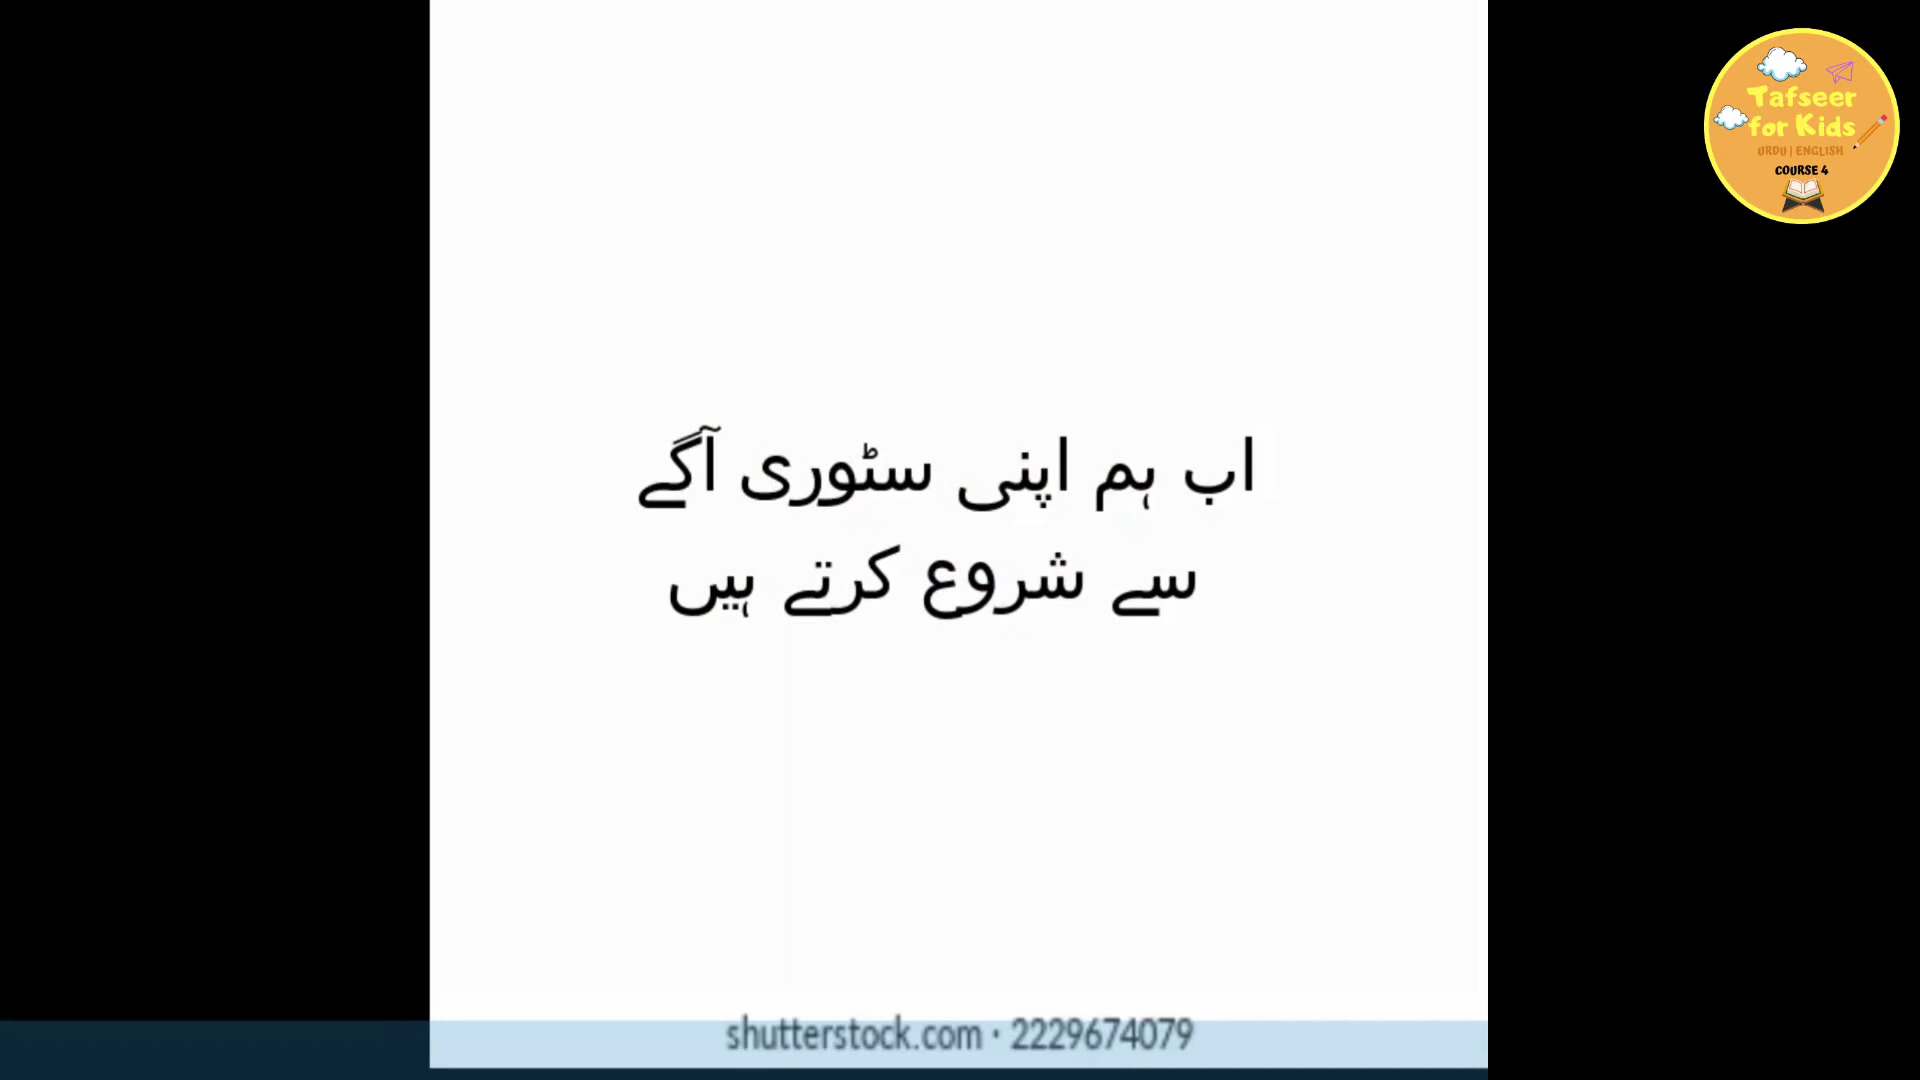 Tafseer
for Kids
URDU | ENGLISH
COURSE 4
اب ہم اپنی سٹوری آگے
سے شروع کرتے ہیں
shutterstock.com · 2229674079